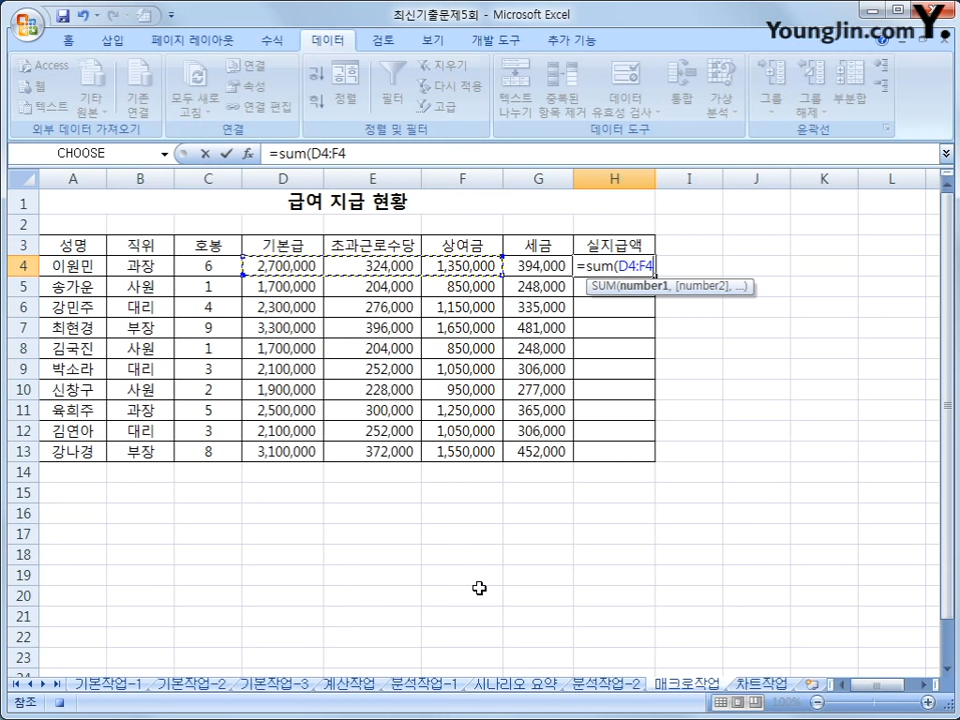 최신기출문제5회 - Microsoft Excel
YoungJin.com Y.
홈 삽입 페이지 레이아웃 수식 데이터 검토 보기 개발 도구 추가 기능
Access
웹
텍스트
기타 원본
기존 연결
모두 새로 고침
연결
속성
연결 편집
정렬
필터
지우기
다시 적용
고급
텍스트 나누기
중복된 항목 제거
데이터 유효성 검사
통합
가상 분석
그룹
그룹 해제
부분합
외부 데이터 가져오기 연결 정렬 및 필터 데이터 도구 윤곽선
CHOOSE fx =sum(D4:F4
A B C D E F G H I J K L
1 급여 지급 현황
2
3 성명 직위 호봉 기본급 초과근로수당 상여금 세금 실지급액
4 이원민 과장 6 2,700,000 324,000 1,350,000 394,000 =sum(D4:F4
SUM(number1, [number2], ...)
5 송가운 사원 1 1,700,000 204,000 850,000 248,000
6 강민주 대리 4 2,300,000 276,000 1,150,000 335,000
7 최현경 부장 9 3,300,000 396,000 1,650,000 481,000
8 김국진 사원 1 1,700,000 204,000 850,000 248,000
9 박소라 대리 3 2,100,000 252,000 1,050,000 306,000
10 신창구 사원 2 1,900,000 228,000 950,000 277,000
11 육희주 과장 5 2,500,000 300,000 1,250,000 365,000
12 김연아 대리 3 2,100,000 252,000 1,050,000 306,000
13 강나경 부장 8 3,100,000 372,000 1,550,000 452,000
14
15
16
17
18
19
20
21
22
23
기본작업-1 기본작업-2 기본작업-3 계산작업 분석작업-1 시나리오 요약 분석작업-2 매크로작업 차트작업
참조 100%